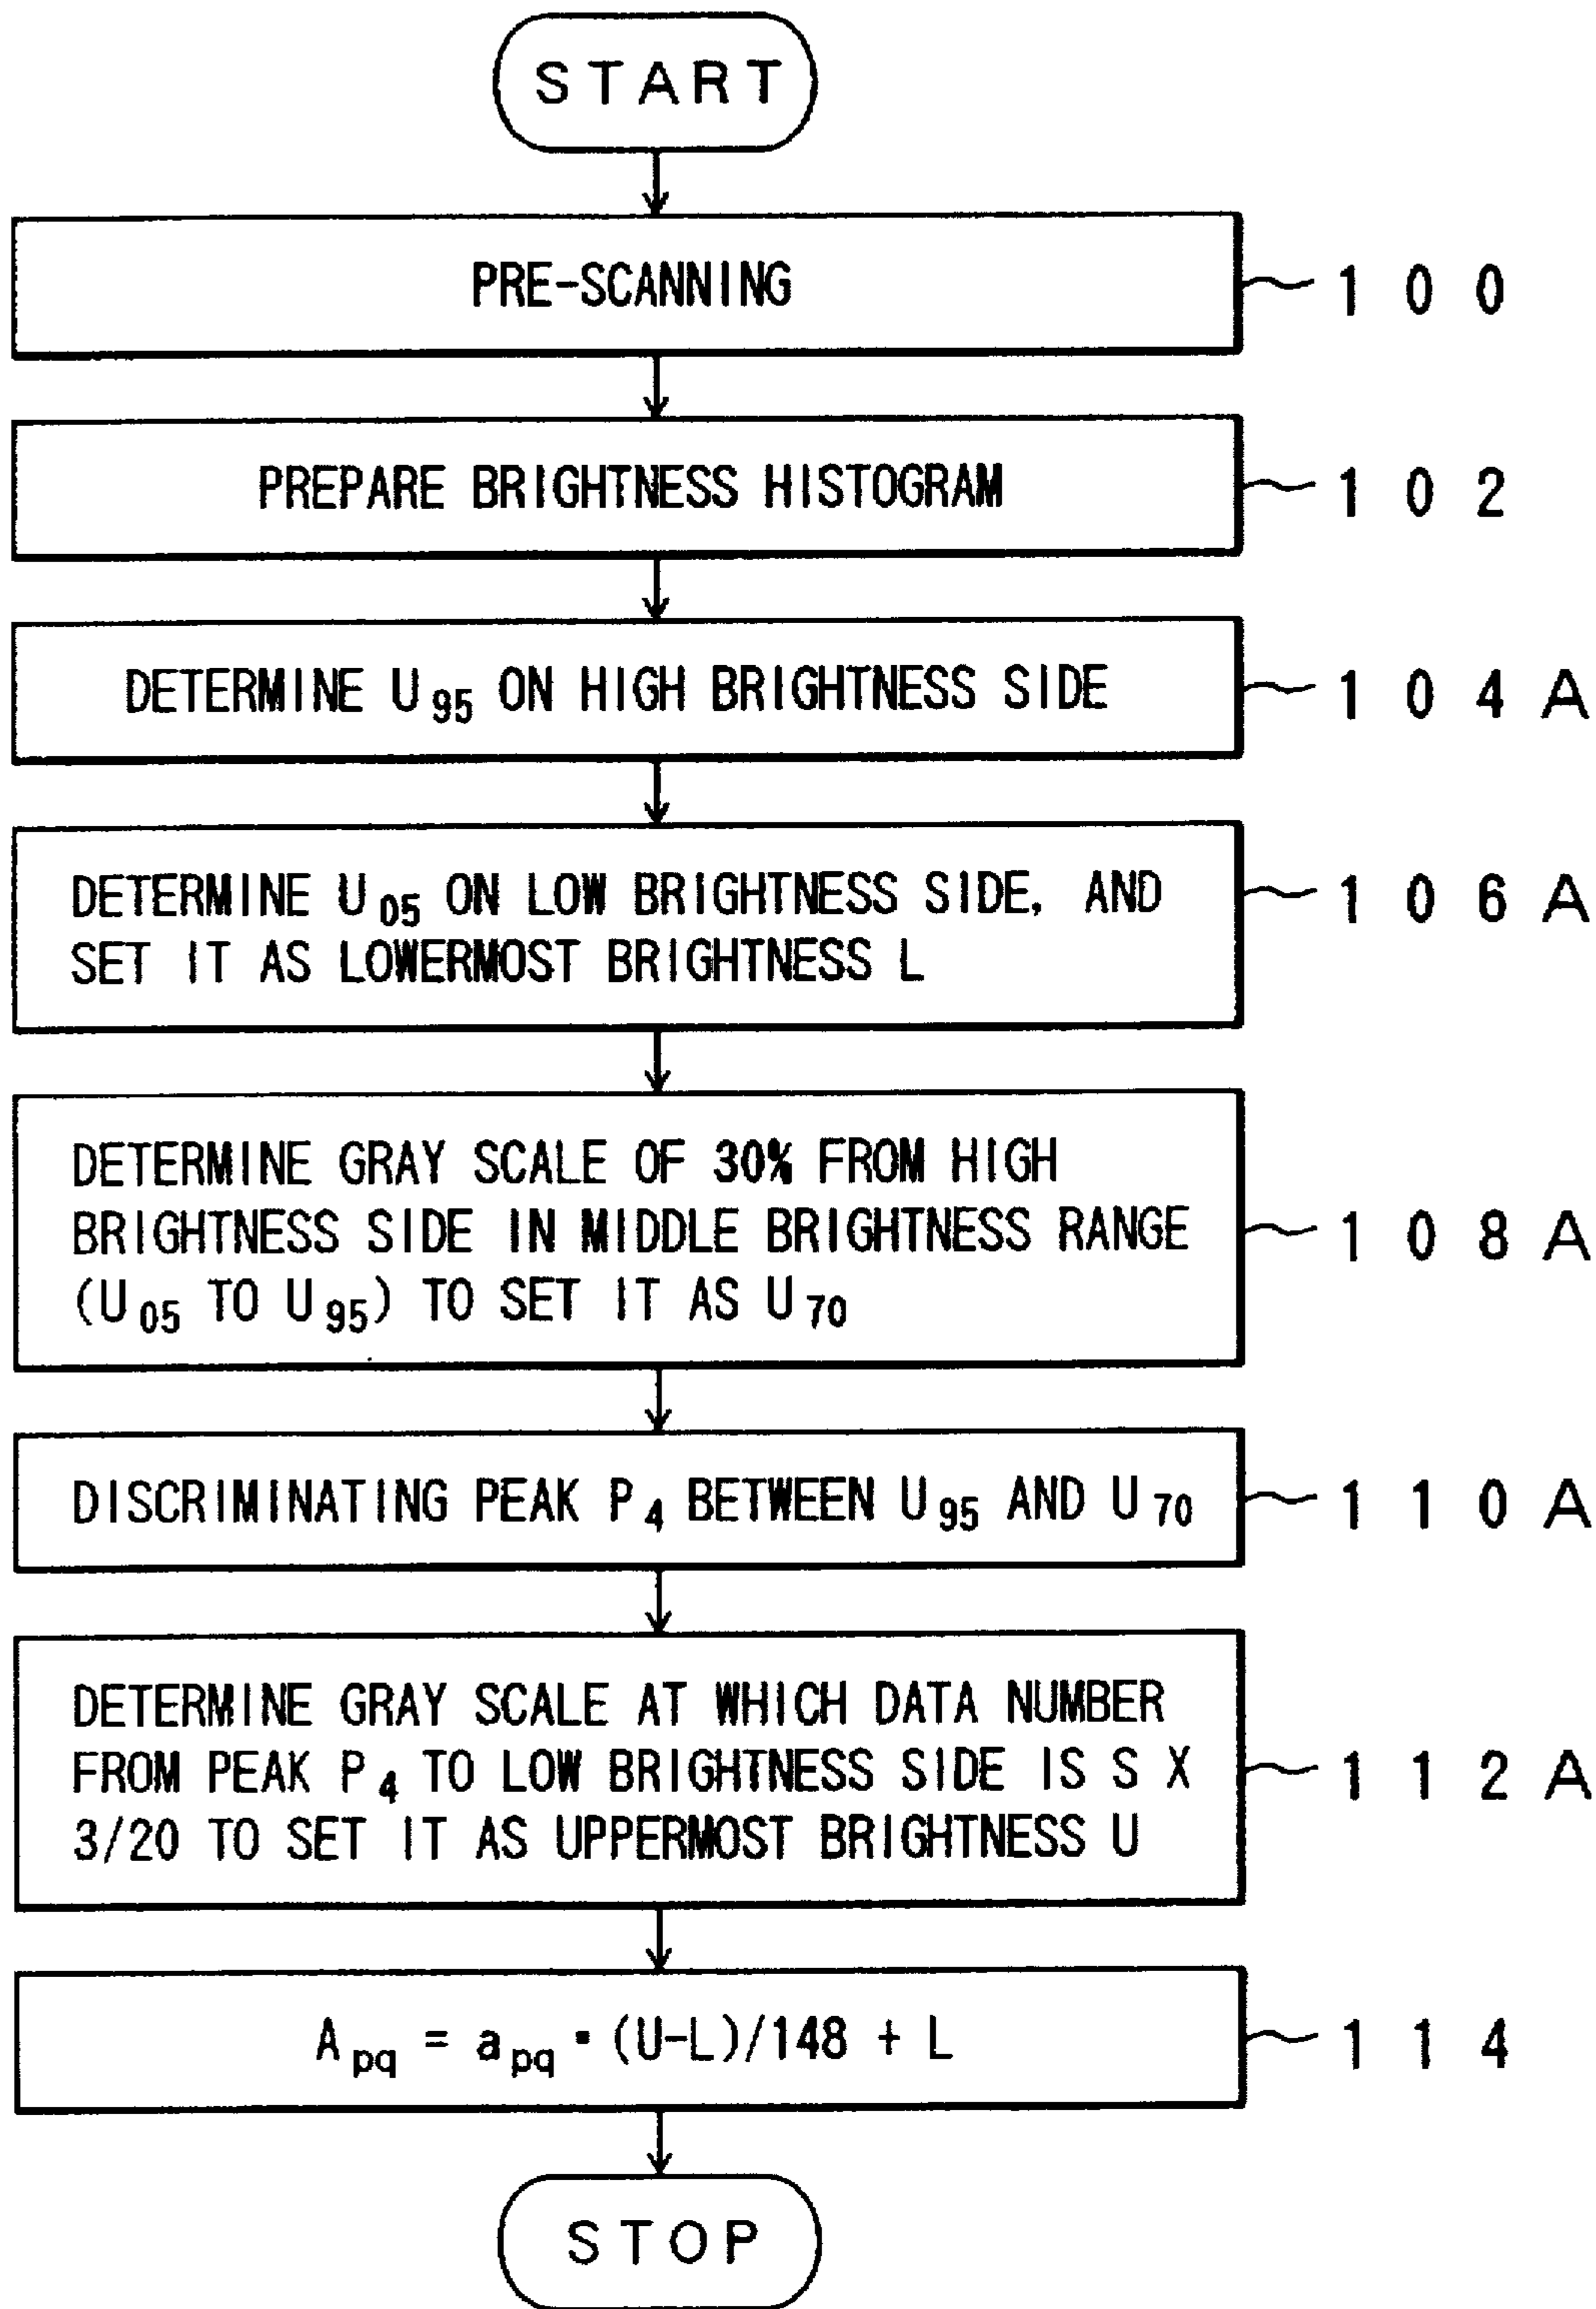 START
PRE-SCANNING
100
PREPARE BRIGHTNESS HISTOGRAM
102
DETERMINE U95 ON HIGH BRIGHTNESS SIDE
104A
DETERMINE U05 ON LOW BRIGHTNESS SIDE, AND
SET IT AS LOWERMOST BRIGHTNESS L
106A
DETERMINE GRAY SCALE OF 30% FROM HIGH
BRIGHTNESS SIDE IN MIDDLE BRIGHTNESS RANGE
(U05 TO U95) TO SET IT AS U70
108A
DISCRIMINATING PEAK P4 BETWEEN U95 AND U70
110A
DETERMINE GRAY SCALE AT WHICH DATA NUMBER
FROM PEAK P4 TO LOW BRIGHTNESS SIDE IS S X
3/20 TO SET IT AS UPPERMOST BRIGHTNESS U
112A
Apq = apq · (U-L)/148 + L
114
STOP